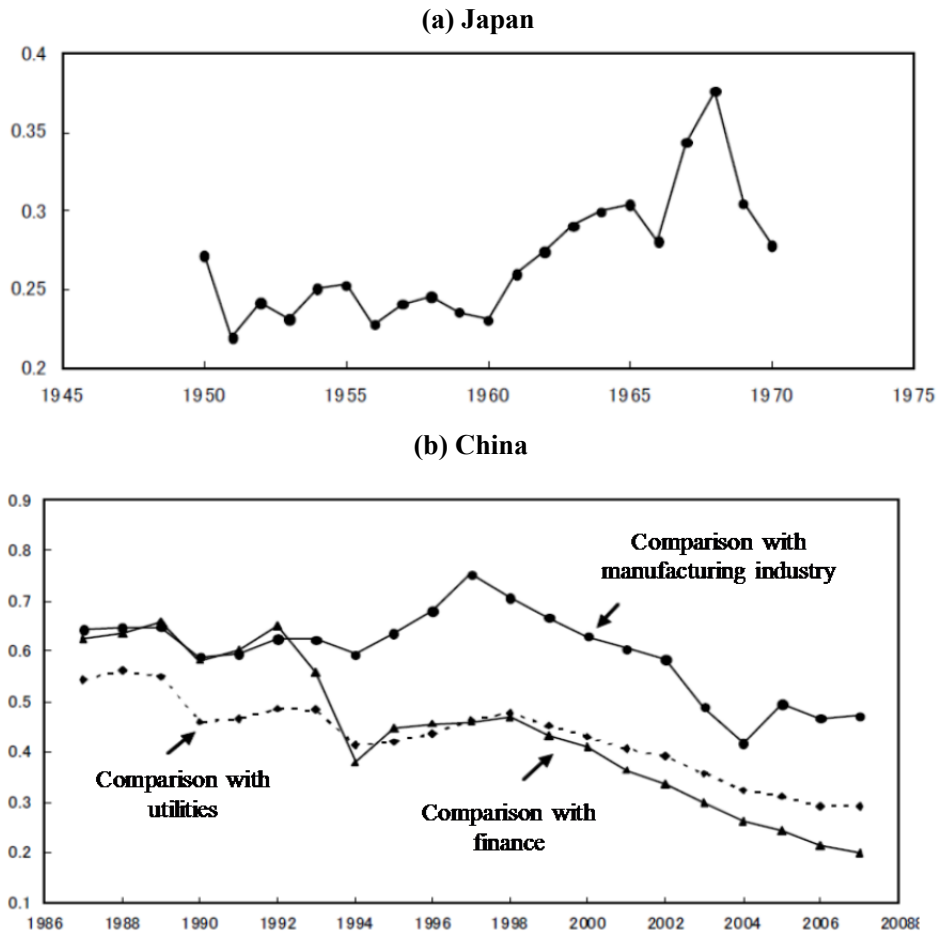 (a) Japan
0.4
0.35
0.3
0.25
0.2
1945 1950 1955 1960 1965 1970 1975
(b) China
0.9
0.8
0.7
0.6
0.5
0.4
0.3
0.2
0.1
Comparison with
manufacturing industry
Comparison with
utilities
Comparison with
finance
1986 1988 1990 1992 1994 1996 1998 2000 2002 2004 2006 2008